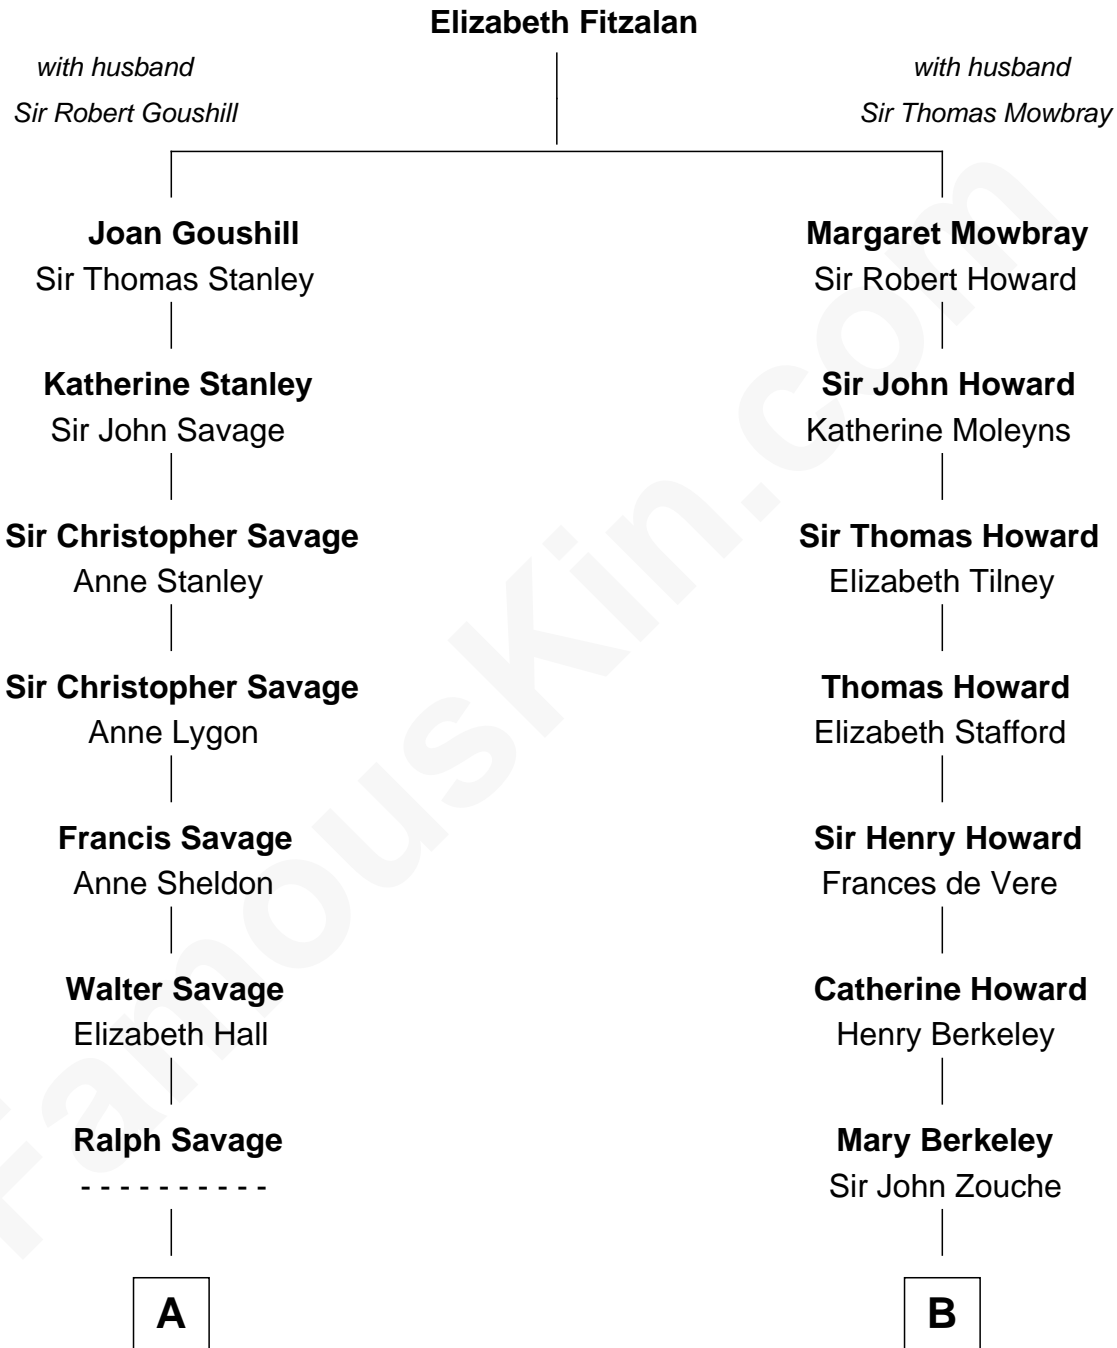 Elizabeth Fitzalan
with husband
Sir Robert Goushill
with husband
Sir Thomas Mowbray
Joan Goushill
Sir Thomas Stanley
Margaret Mowbray
Sir Robert Howard
Katherine Stanley
Sir John Savage
Sir John Howard
Katherine Moleyns
Sir Christopher Savage
Anne Stanley
Sir Thomas Howard
Elizabeth Tilney
Sir Christopher Savage
Anne Lygon
Thomas Howard
Elizabeth Stafford
Francis Savage
Anne Sheldon
Sir Henry Howard
Frances de Vere
Walter Savage
Elizabeth Hall
Catherine Howard
Henry Berkeley
Ralph Savage
- - - - - - - - - -
Mary Berkeley
Sir John Zouche
A
B
FamousKin.com